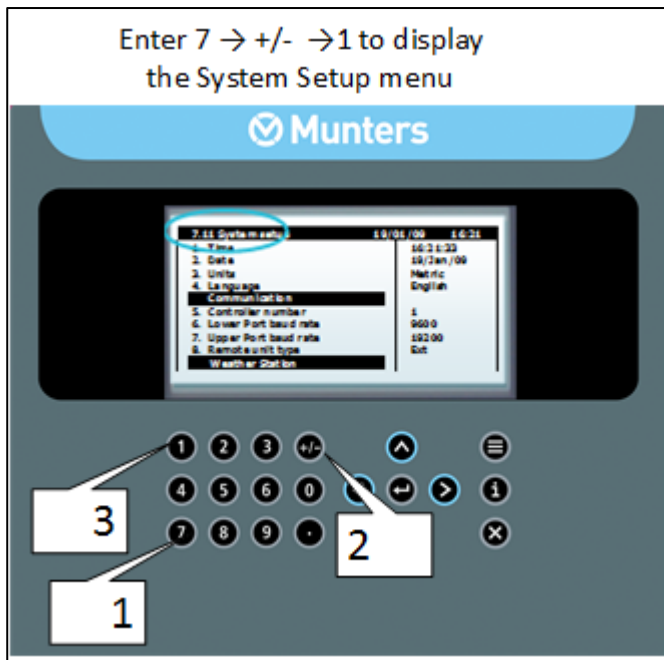 Enter 7 → +/- → 1 to display
the System Setup menu
Munters
7.11 System setup 19/01/09 16:21
1. Time 16:21:33
2. Date 19/Jan/09
3. Units Metric
4. Language English
Communication
5. Controller number 1
6. Lower Port baud rate 9600
7. Upper Port baud rate 19200
8. Remote unit type Ext
Weather Station
1 2 3 +/-
4 5 6 0 i
7 8 9 .
3
2
1